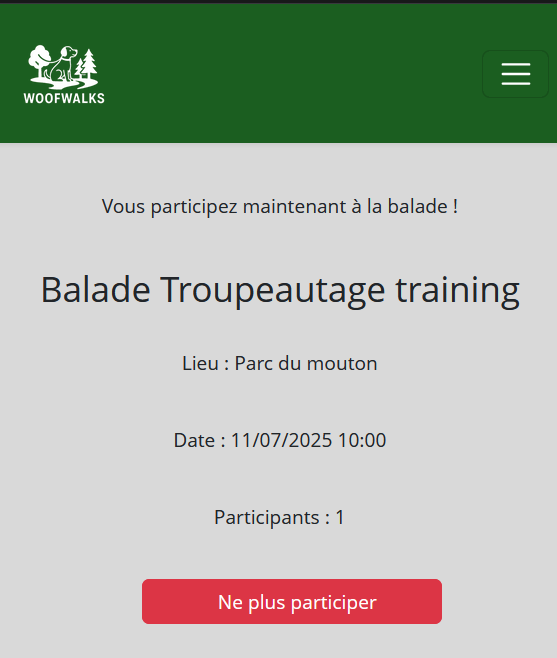 WOOFWALKS
Vous participez maintenant à la balade !
Balade Troupeautage training
Lieu : Parc du mouton
Date : 11/07/2025 10:00
Participants : 1
Ne plus participer